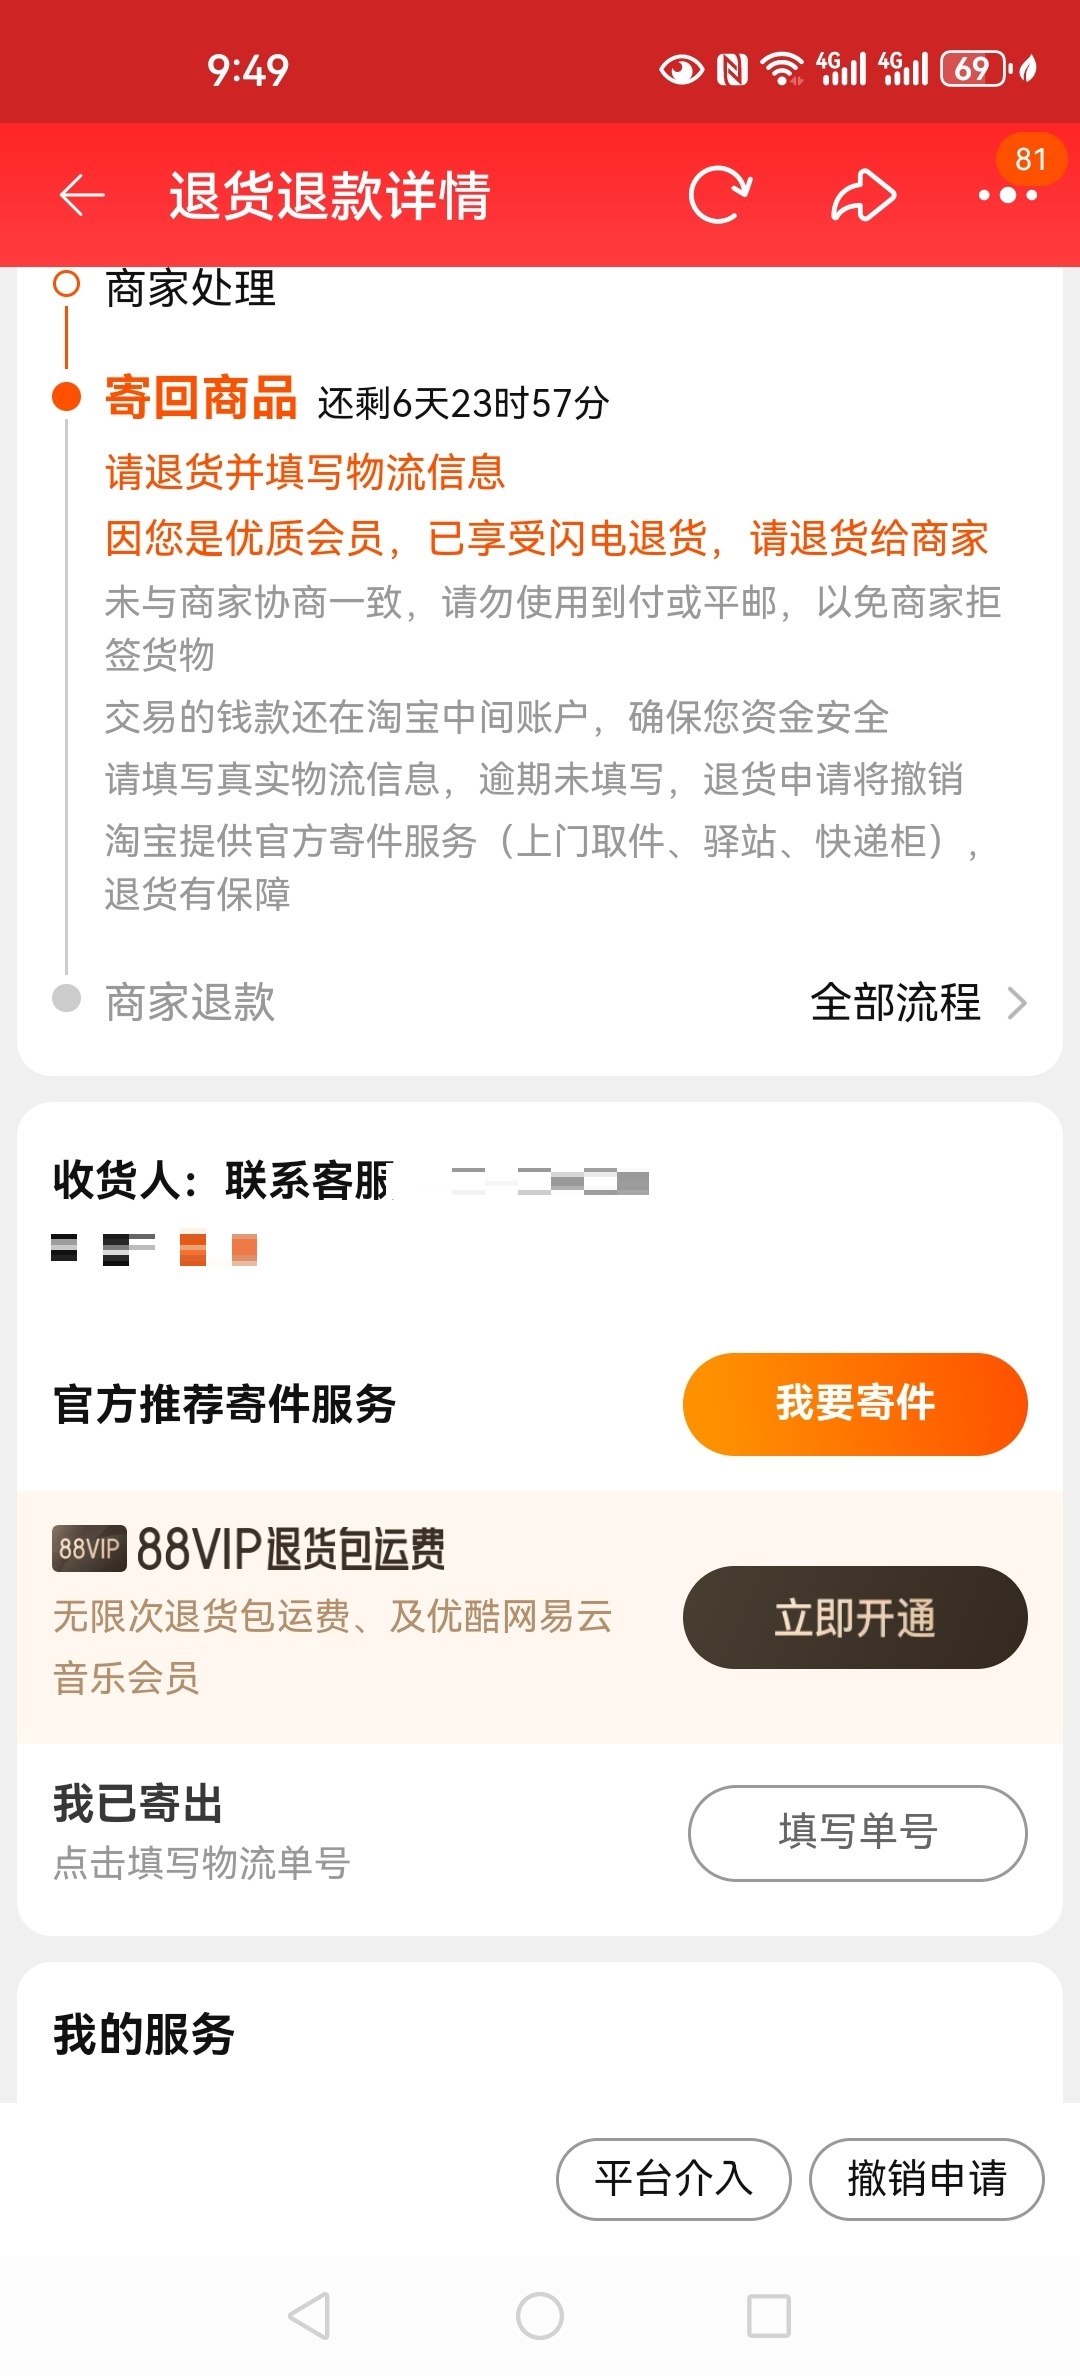 9:49
4G
4G
69
退货退款详情
81
商家处理
寄回商品 还剩6天23时57分
请退货并填写物流信息
因您是优质会员，已享受闪电退货，请退货给商家
未与商家协商一致，请勿使用到付或平邮，以免商家拒
签货物
交易的钱款还在淘宝中间账户，确保您资金安全
请填写真实物流信息，逾期未填写，退货申请将撤销
淘宝提供官方寄件服务（上门取件、驿站、快递柜），
退货有保障
商家退款 全部流程
收货人：联系客服
官方推荐寄件服务 我要寄件
88VIP 88VIP退货包运费
无限次退货包运费、及优酷网易云
音乐会员
立即开通
我已寄出
点击填写物流单号
填写单号
我的服务
平台介入 撤销申请